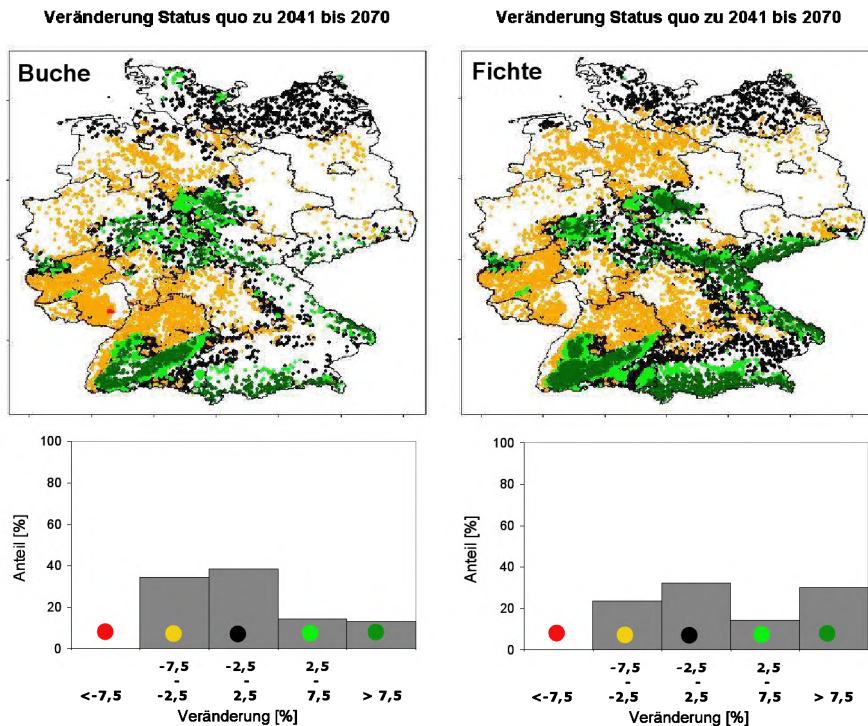 Veränderung Status quo zu 2041 bis 2070
Veränderung Status quo zu 2041 bis 2070
Buche
Fichte
100
80
60
40
20
0
Anteil [%]
<-7,5
-7,5 - -2,5
-2,5 - 2,5
2,5 - 7,5
> 7,5
Veränderung [%]
100
80
60
40
20
0
Anteil [%]
<-7,5
-7,5 - -2,5
-2,5 - 2,5
2,5 - 7,5
> 7,5
Veränderung [%]